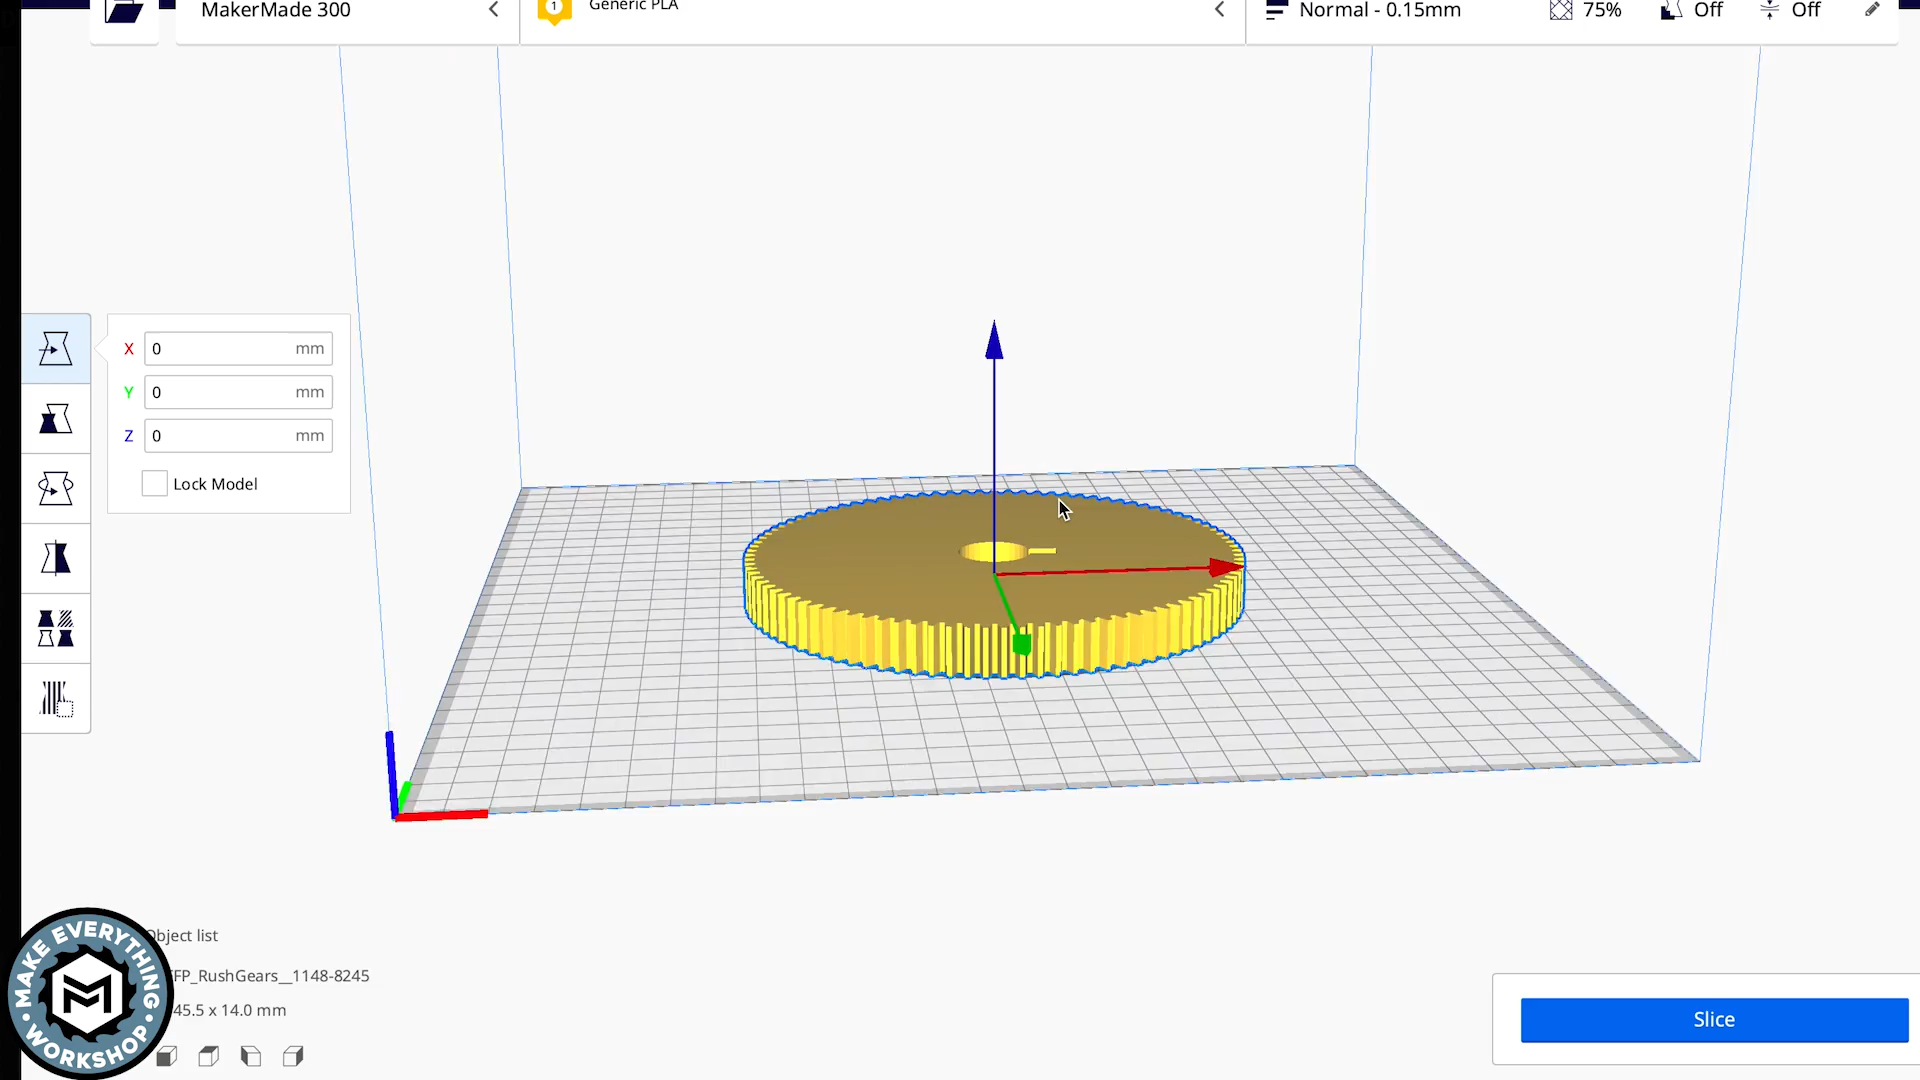 MakerMade 300
1
Generic PLA
Normal - 0.15mm
75%
Off
Off
X 0 mm
Y 0 mm
Z 0 mm
Lock Model
Object list
FP_RushGears__1148-8245
45.5 x 14.0 mm
MAKE EVERYTHING
WORKSHOP
Slice